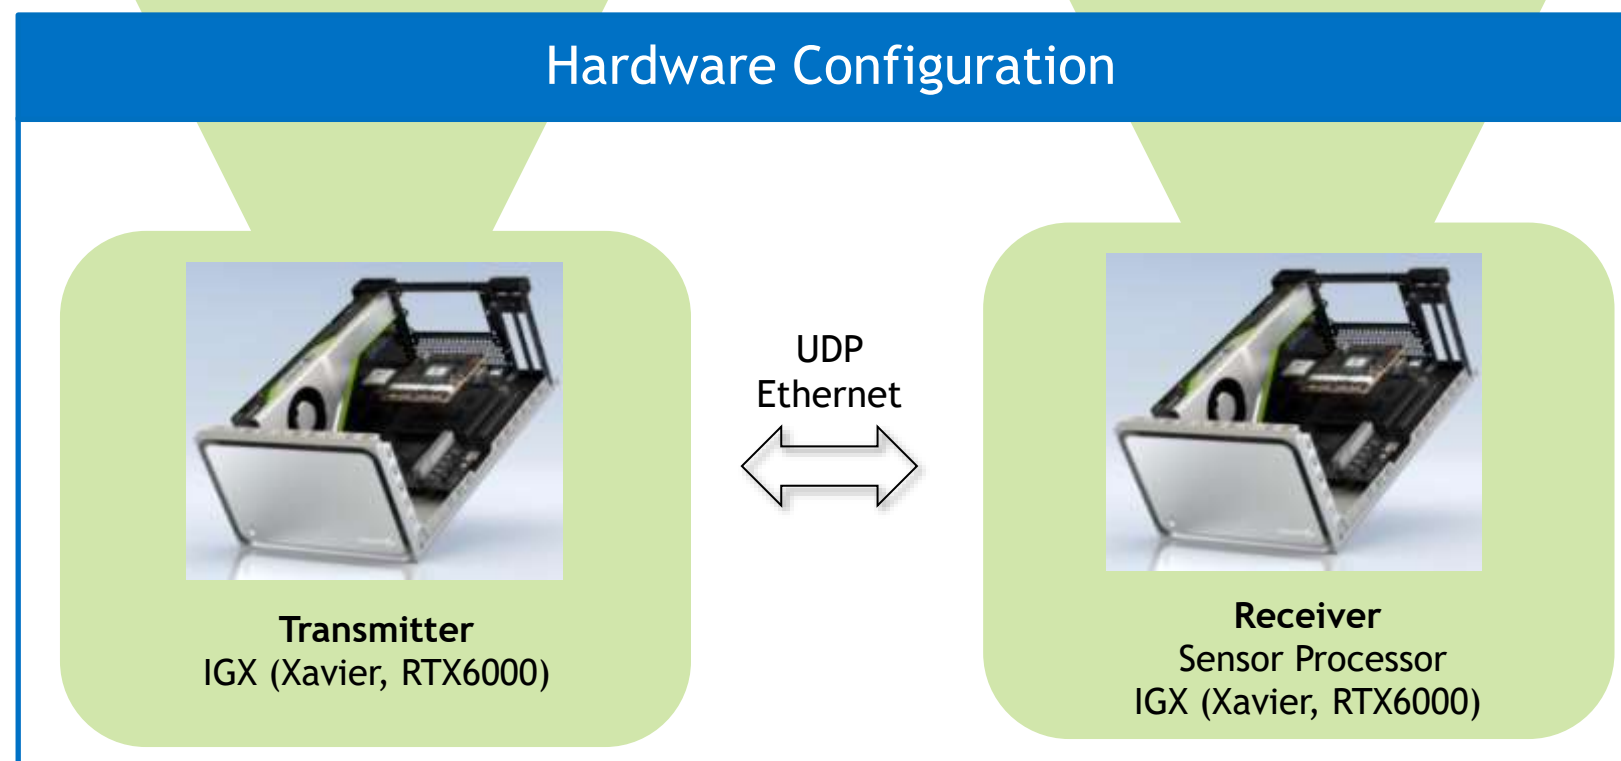 Hardware Configuration
UDP
Ethernet
Transmitter
IGX (Xavier, RTX6000)
Receiver
Sensor Processor
IGX (Xavier, RTX6000)